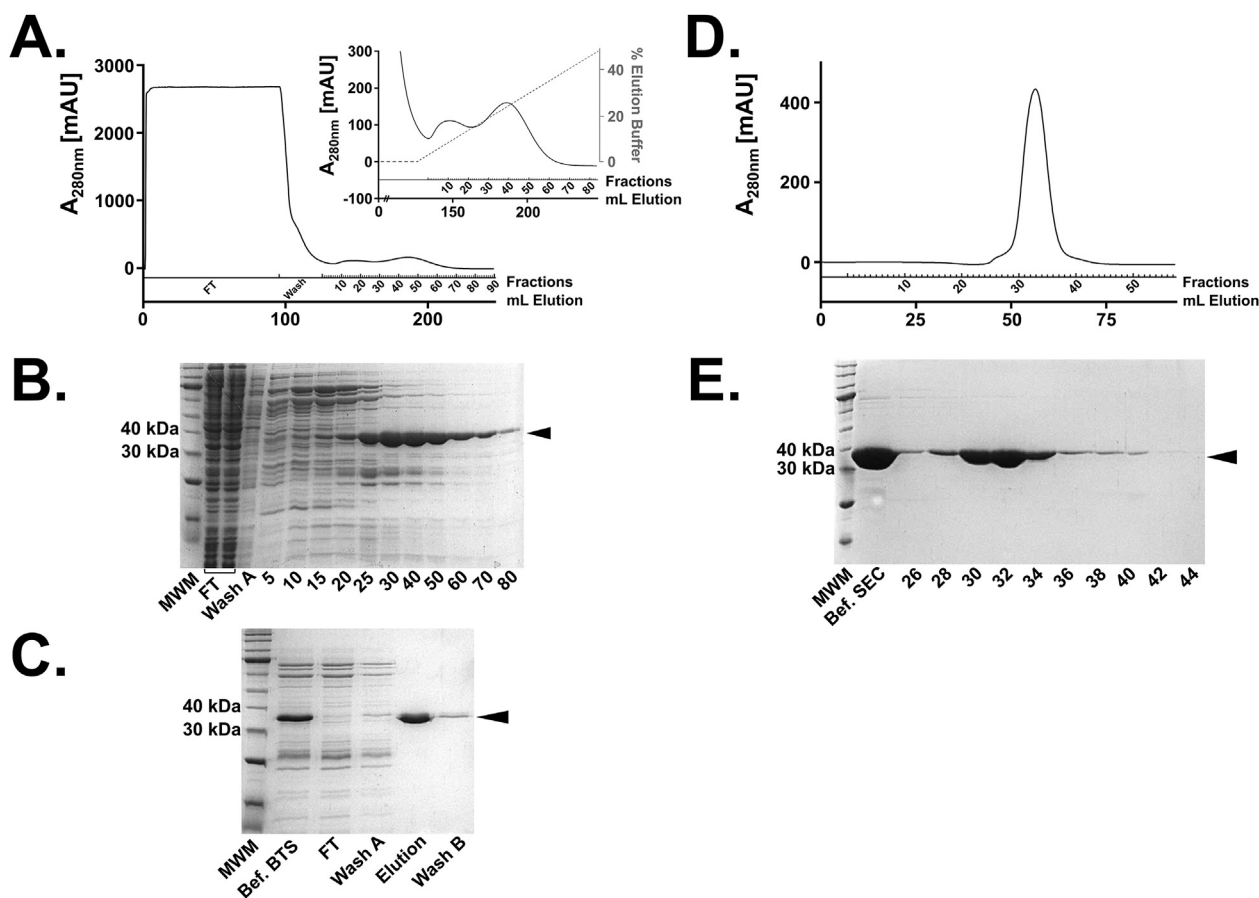 A.
A280nm [mAU]
3000
2000
1000
0
FT
Wash
10 20 30 40 50 60 70 80 90
Fractions
mL Elution
0 100 200
A280nm [mAU]
300
200
100
0
-100
% Elution Buffer
40
20
0
10 20 30 40 50 60 70 80
Fractions
mL Elution
0 // 150 200
D.
A280nm [mAU]
400
200
0
10 20 30 40 50
Fractions
mL Elution
0 25 50 75
B.
40 kDa
30 kDa
MWM FT Wash A 5 10 15 20 25 30 40 50 60 70 80
E.
40 kDa
30 kDa
MWM Bef. SEC 26 28 30 32 34 36 38 40 42 44
C.
40 kDa
30 kDa
MWM Bef. BTS FT Wash A Elution Wash B